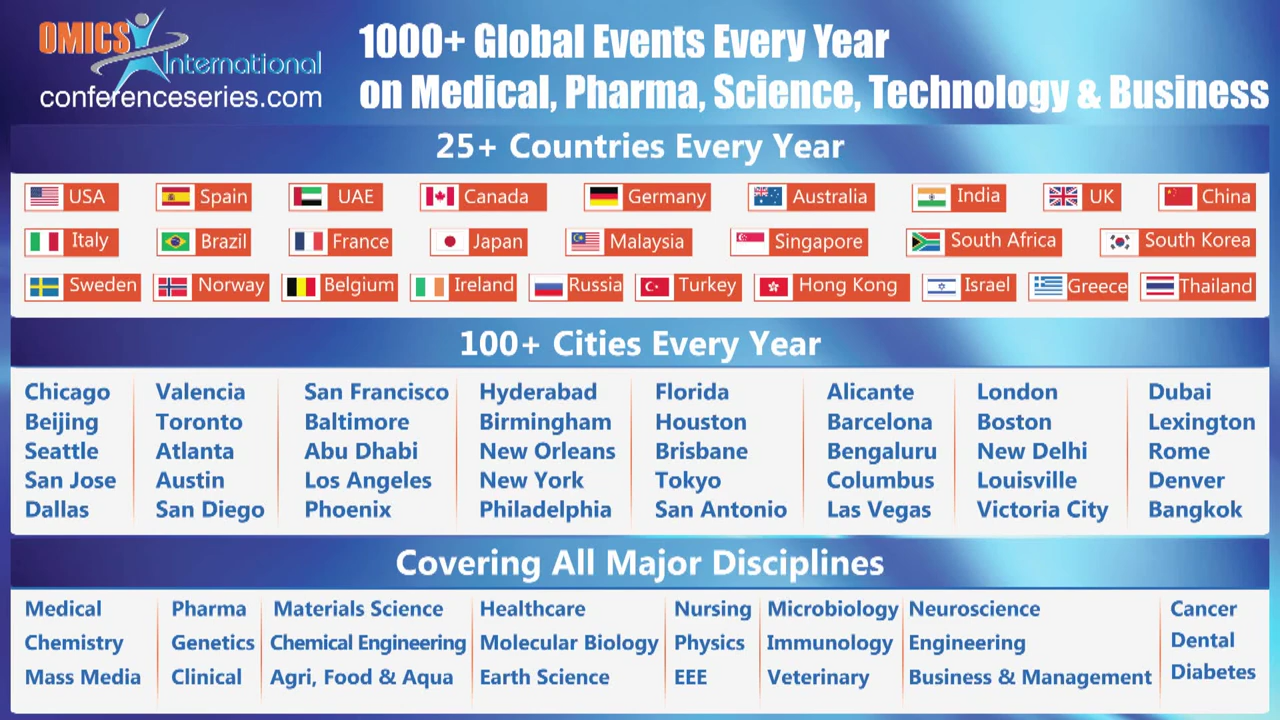 OMICS International
conferenceseries.com
1000+ Global Events Every Year
on Medical, Pharma, Science, Technology & Business
25+ Countries Every Year
USA Spain UAE Canada Germany Australia India UK China
Italy Brazil France Japan Malaysia Singapore South Africa South Korea
Sweden Norway Belgium Ireland Russia Turkey Hong Kong Israel Greece Thailand
100+ Cities Every Year
Chicago Valencia San Francisco Hyderabad Florida Alicante London Dubai
Beijing Toronto Baltimore Birmingham Houston Barcelona Boston Lexington
Seattle Atlanta Abu Dhabi New Orleans Brisbane Bengaluru New Delhi Rome
San Jose Austin Los Angeles New York Tokyo Columbus Louisville Denver
Dallas San Diego Phoenix Philadelphia San Antonio Las Vegas Victoria City Bangkok
Covering All Major Disciplines
Medical Pharma Materials Science Healthcare Nursing Microbiology Neuroscience Cancer
Chemistry Genetics Chemical Engineering Molecular Biology Physics Immunology Engineering Dental
Mass Media Clinical Agri, Food & Aqua Earth Science EEE Veterinary Business & Management Diabetes